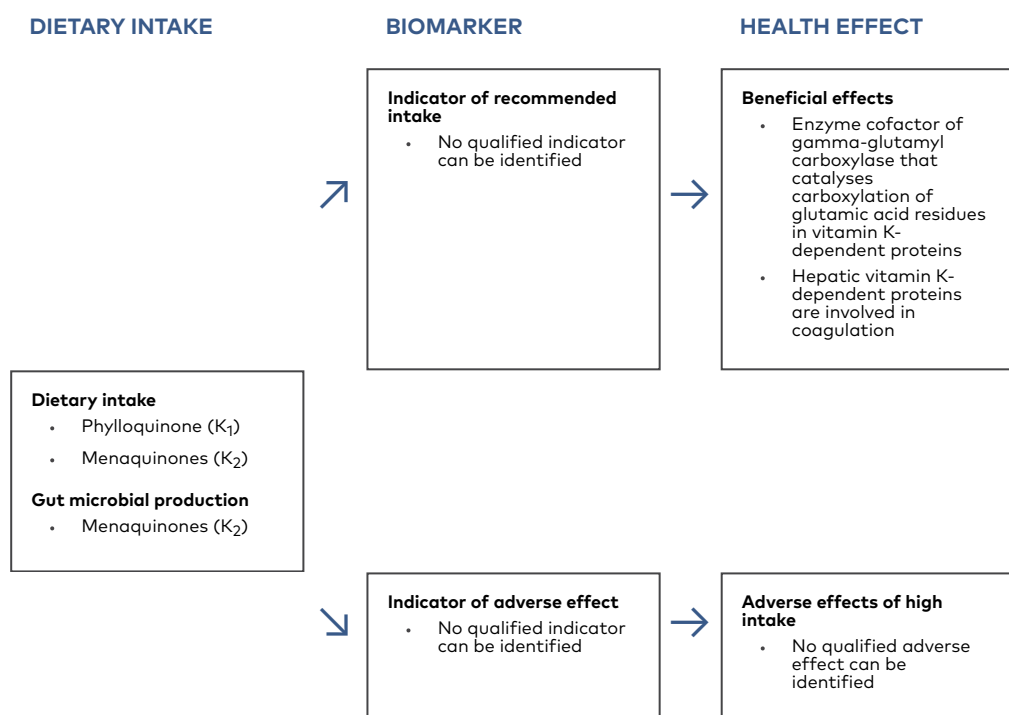 DIETARY INTAKE
BIOMARKER
HEALTH EFFECT
Indicator of recommended
intake
• No qualified indicator
can be identified
Beneficial effects
• Enzyme cofactor of
gamma-glutamyl
carboxylase that
catalyses
carboxylation of
glutamic acid residues
in vitamin K-
dependent proteins
• Hepatic vitamin K-
dependent proteins
are involved in
coagulation
Dietary intake
• Phylloquinone (K₁)
• Menaquinones (K₂)
Gut microbial production
• Menaquinones (K₂)
Indicator of adverse effect
• No qualified indicator
can be identified
Adverse effects of high
intake
• No qualified adverse
effect can be
identified